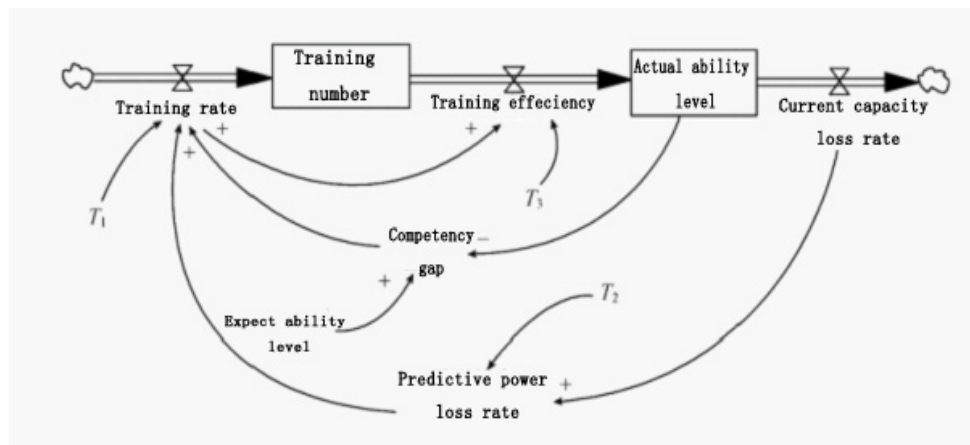 Training
number
Actual ability
level
Training rate
Training effeciency
Current capacity
loss rate
+
+
+
T1
T3
Competency
gap
–
+
T2
Expect ability
level
Predictive power
loss rate
+